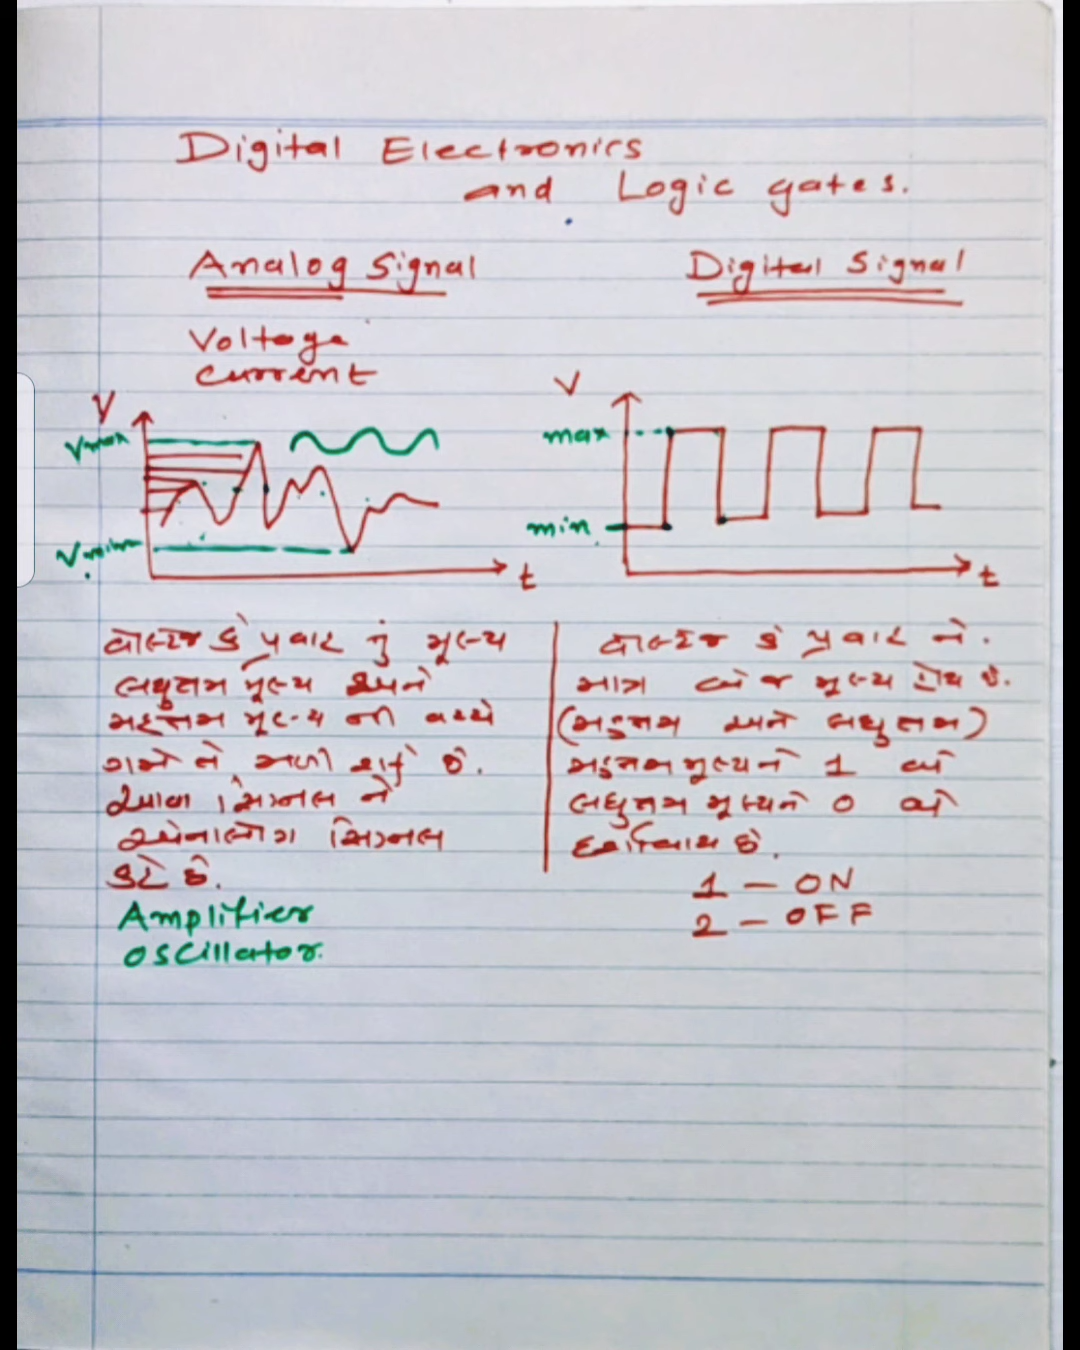 Digital Electronics
and Logic gates.
Analog Signal
Voltage
current
V
Vmax
Vmin
t
વોલ્ટેજ કે પ્રવાહ નું મૂલ્ય
લઘુત્તમ મૂલ્ય અને
મહત્તમ મૂલ્ય ની વચ્ચે
ગમે તે મળી શકે છે.
આવા સિગ્નલ ને
એનાલોગ સિગ્નલ
કહે છે.
Amplifier
oscillator.
Digital Signal
V
max
min
t
વોલ્ટેજ કે પ્રવાહ ને.
માત્ર બે જ મૂલ્ય હોય છે.
(મહત્તમ અને લઘુત્તમ)
મહત્તમ મૂલ્યને 1 વડે
લઘુત્તમ મૂલ્યને 0 વડે
દર્શાવાય છે.
1 - ON
2 - OFF